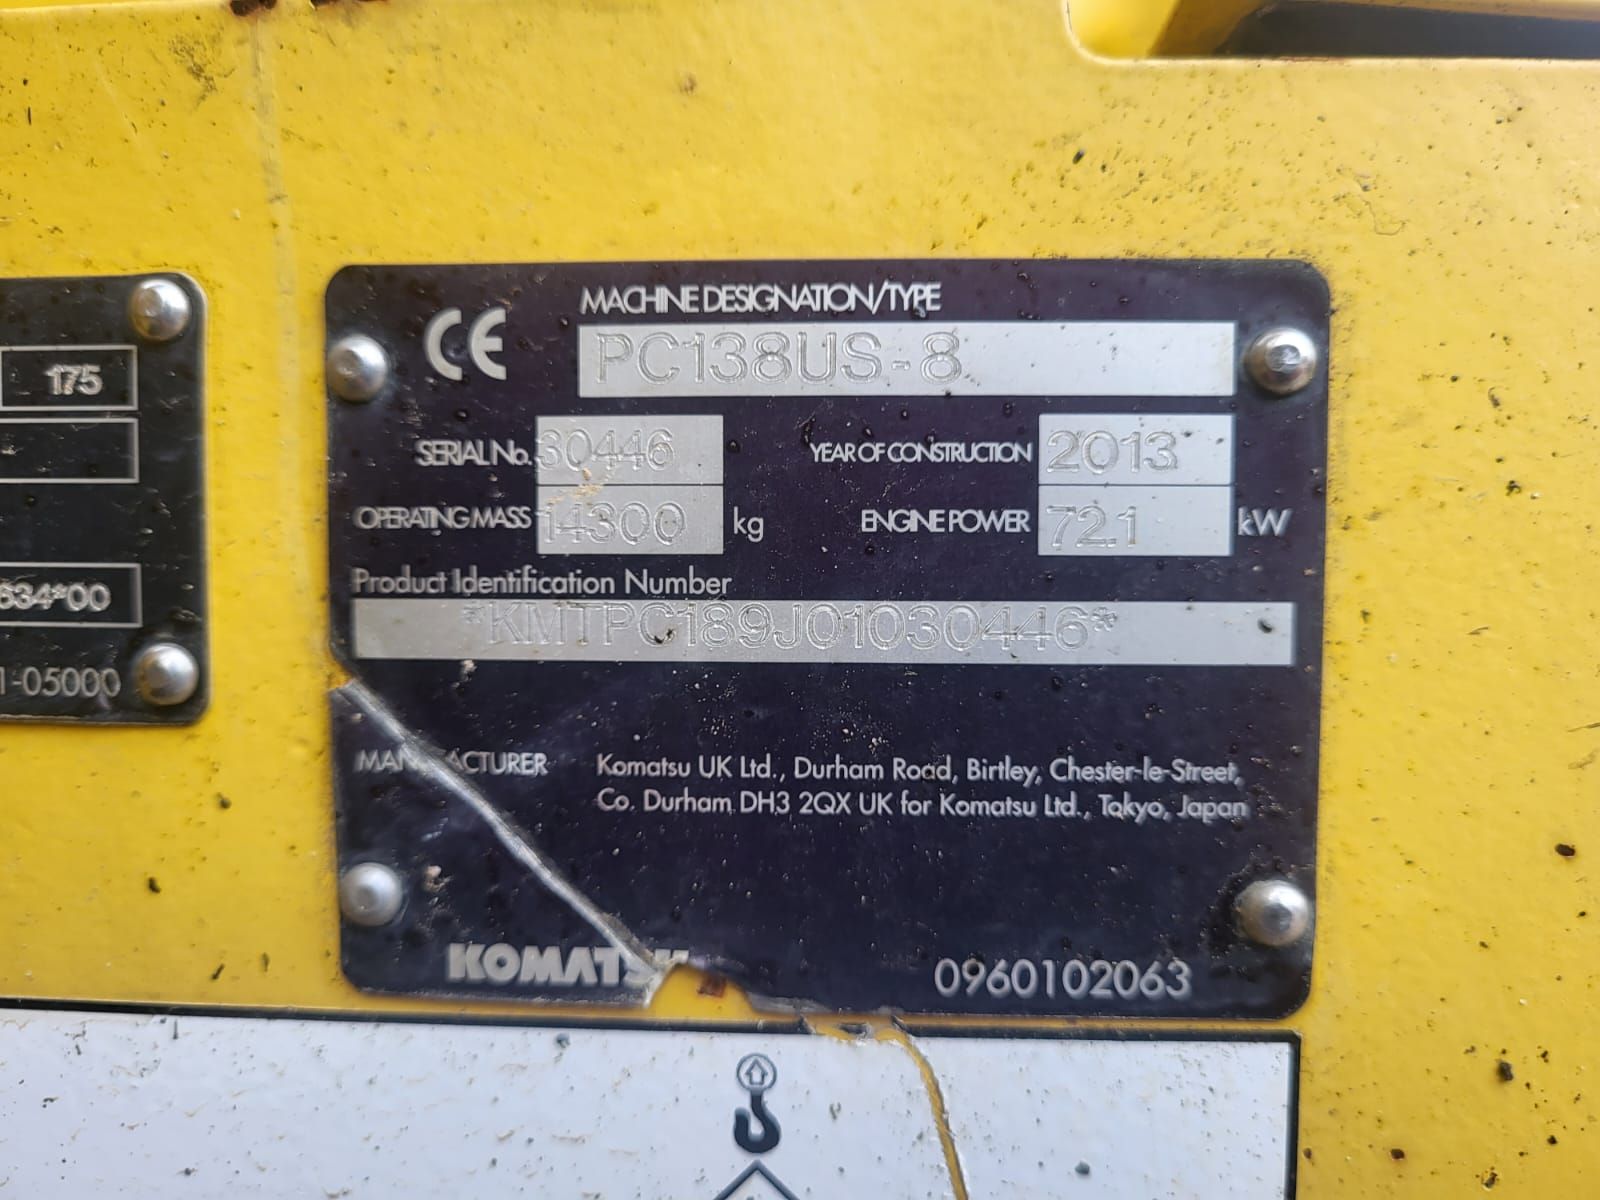 175
634*00
1-05000
CE
MACHINE DESIGNATION/TYPE
PC138US-8
SERIAL No. 30446
YEAR OF CONSTRUCTION 2013
OPERATING MASS 14300 kg
ENGINE POWER 72.1 kW
Product Identification Number
*KMTPC189J01030446*
MANUFACTURER Komatsu UK Ltd., Durham Road, Birtley, Chester-le-Street,
Co. Durham DH3 2QX UK for Komatsu Ltd., Tokyo, Japan
KOMATSU
0960102063